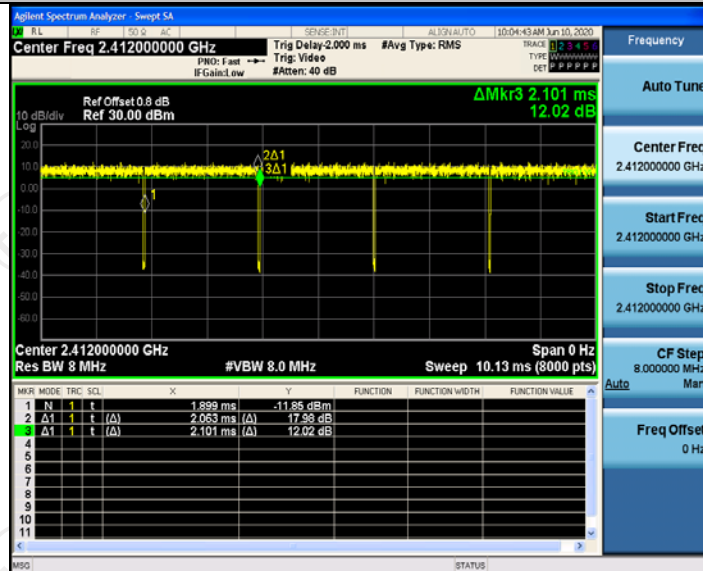 Agilent Spectrum Analyzer - Swept SA
RL RF 50 Ω AC SENSE:INT ALIGNAUTO 10:04:43 AM Jun 10, 2020
Center Freq 2.412000000 GHz
PNO: Fast
IFGain:Low
Trig Delay-2.000 ms
Trig: Video
#Atten: 40 dB
#Avg Type: RMS
TRACE 1 2 3 4 5 6
TYPE
DET P P P P P P
ΔMkr3 2.101 ms
12.02 dB
Ref Offset 0.8 dB
10 dB/div Ref 30.00 dBm
Log
20.0
10.0
0.00
-10.0
-20.0
-30.0
-40.0
-50.0
-60.0
2Δ1
3Δ1
1
Center 2.412000000 GHz Span 0 Hz
Res BW 8 MHz #VBW 8.0 MHz Sweep 10.13 ms (8000 pts)
MKR MODE TRC SCL X Y FUNCTION FUNCTION WIDTH FUNCTION VALUE
1 N 1 t 1.899 ms -11.85 dBm
2 Δ1 1 t (Δ) 2.063 ms (Δ) 17.98 dB
3 Δ1 1 t (Δ) 2.101 ms (Δ) 12.02 dB
4
5
6
7
8
9
10
11
MSG STATUS
Frequency
Auto Tune
Center Freq
2.412000000 GHz
Start Freq
2.412000000 GHz
Stop Freq
2.412000000 GHz
CF Step
8.000000 MHz
Auto Man
Freq Offset
0 Hz